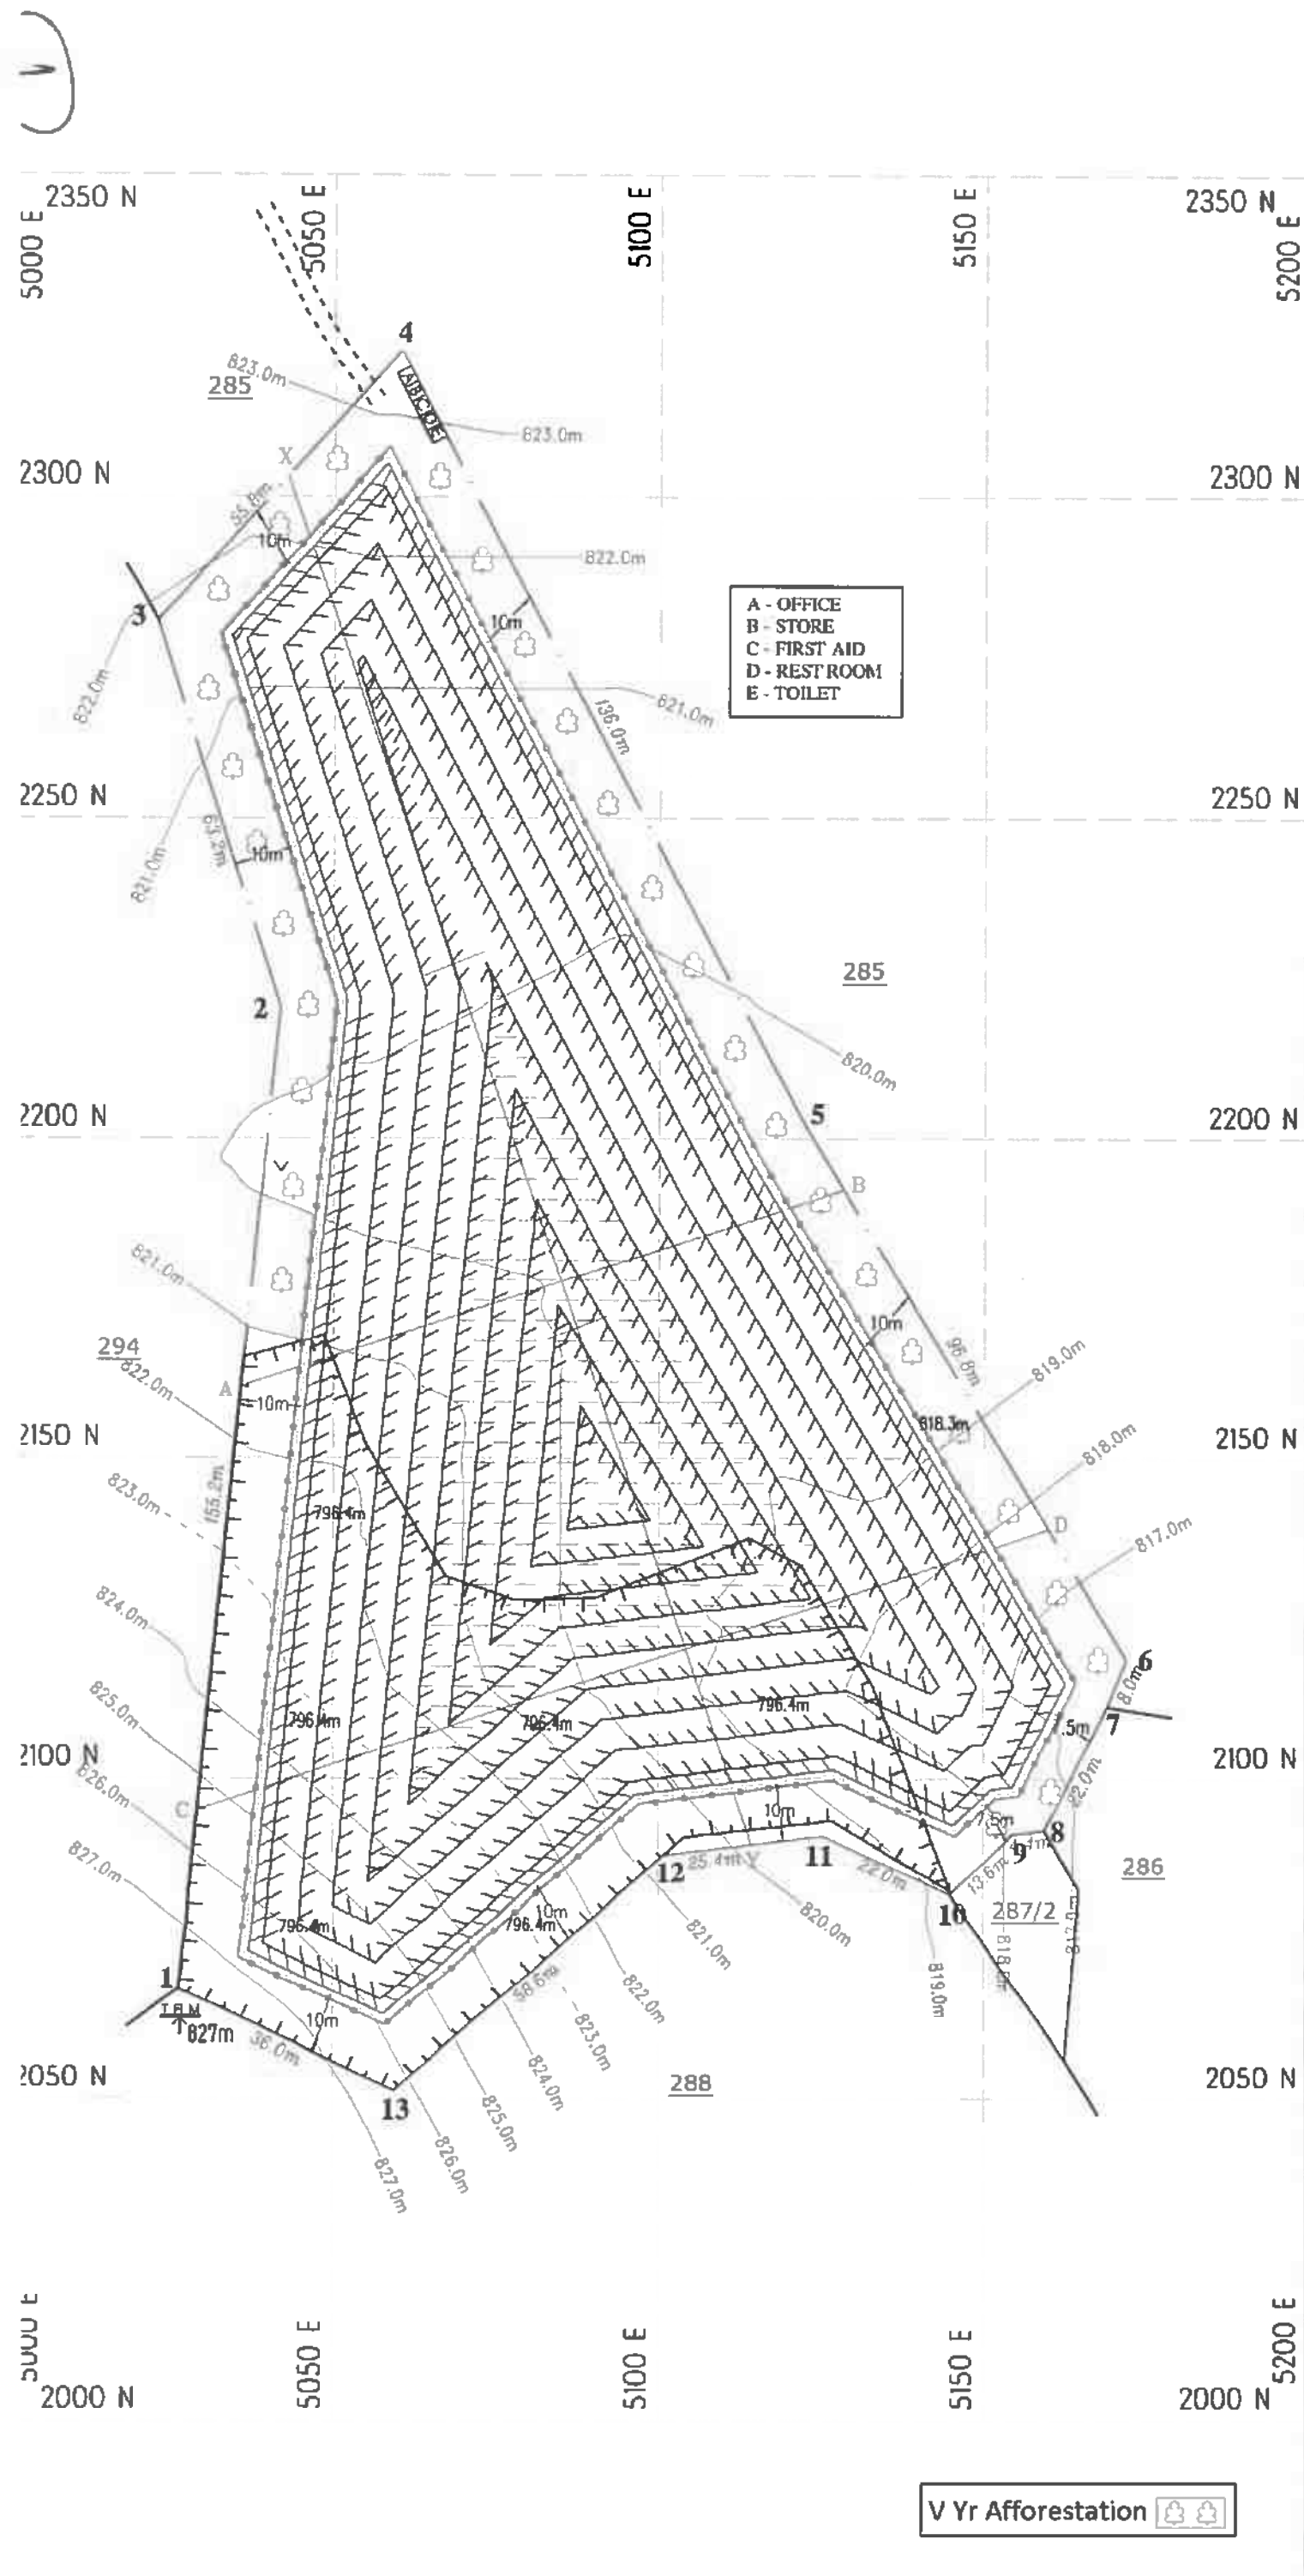 2350 N
5000 E
5050 E
5100 E
5150 E
2350 N
5200 E
4
823.0m
285
823.0m
X
2300 N
2300 N
55.8m
10m
822.0m
A - OFFICE
B - STORE
C - FIRST AID
D - REST ROOM
E - TOILET
3
10m
822.0m
821.0m
136.0m
2250 N
2250 N
63.2m
10m
821.0m
285
2
820.0m
2200 N
5
2200 N
B
821.0m
10m
294
822.0m
98.8m
819.0m
A
10m
818.3m
2150 N
2150 N
818.0m
823.0m
155.2m
796.4m
D
817.0m
824.0m
6
8.0m
825.0m
796.4m
796.4m
796.4m
7.5m
7
2100 N
2100 N
826.0m
C
10m
7.5m
8
9
827.0m
12
25.4m
Y
11
22.0m
13.6m
286
10
287/2
796.4m
10m
796.4m
821.0m
820.0m
819.0m
1
T B M
827m
10m
36.0m
58.6m
822.0m
823.0m
2050 N
824.0m
288
2050 N
13
825.0m
826.0m
827.0m
5000 E
5050 E
5100 E
5150 E
5200 E
2000 N
2000 N
V Yr Afforestation